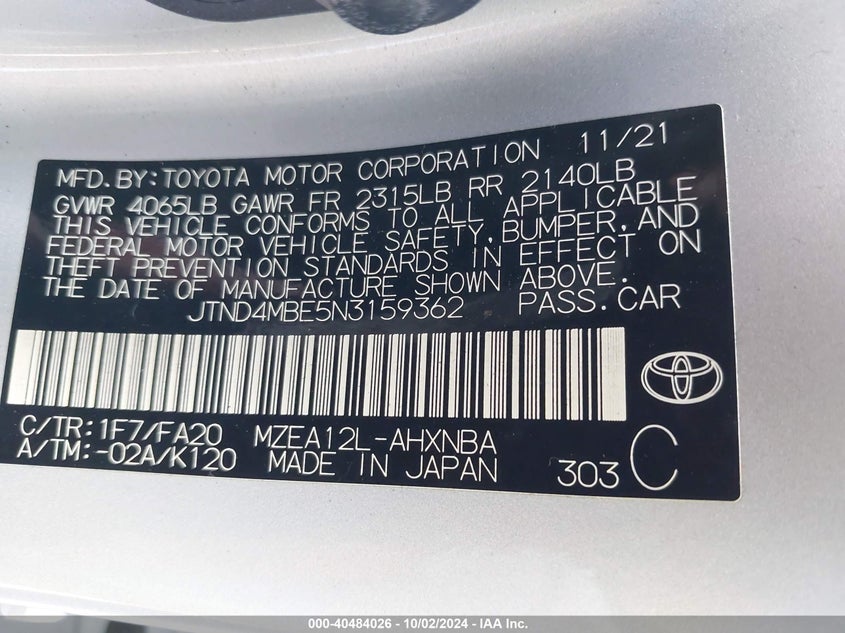 MFD.BY:TOYOTA MOTOR CORPORATION 11/21
GVWR 4065LB GAWR FR 2315LB RR 2140LB
THIS VEHICLE CONFORMS TO ALL APPLICABLE
FEDERAL MOTOR VEHICLE SAFETY,BUMPER,AND
THEFT PREVENTION STANDARDS IN EFFECT ON
THE DATE OF MANUFACTURE SHOWN ABOVE.
JTND4MBE5N3159362 PASS.CAR
C/TR:1F7/FA20 MZEA12L-AHXNBA
A/TM:-02A/K120 MADE IN JAPAN 303 C
000-40484026 - 10/02/2024 - IAA Inc.